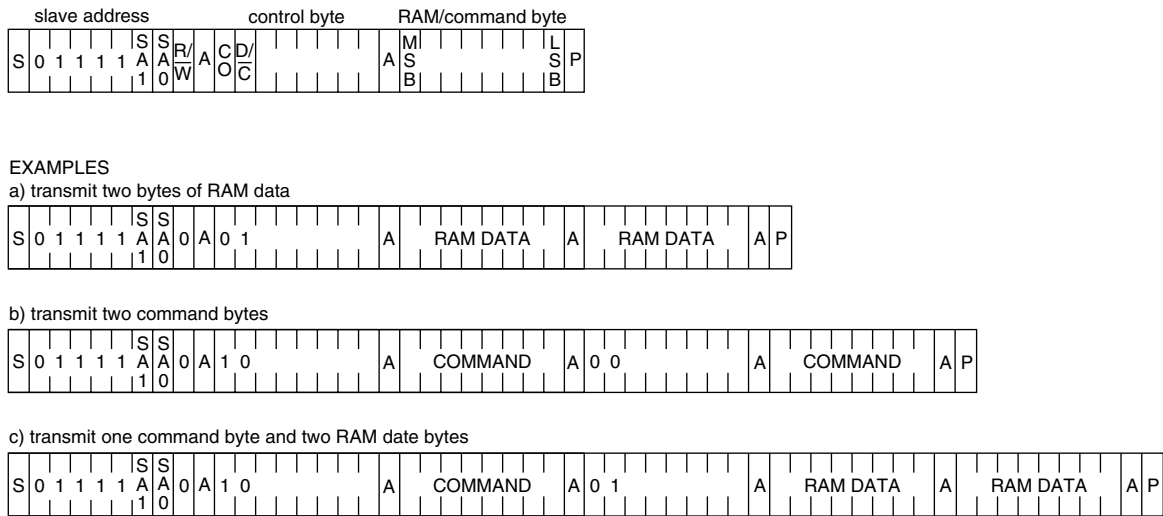 slave address control byte RAM/command byte
S 0 1 1 1 1 SA1 SA0 R/W A CO D/C A MSB LSB P
EXAMPLES
a) transmit two bytes of RAM data
S 0 1 1 1 1 SA1 SA0 0 A 0 1 A RAM DATA A RAM DATA A P
b) transmit two command bytes
S 0 1 1 1 1 SA1 SA0 0 A 1 0 A COMMAND A 0 0 A COMMAND A P
c) transmit one command byte and two RAM date bytes
S 0 1 1 1 1 SA1 SA0 0 A 1 0 A COMMAND A 0 1 A RAM DATA A RAM DATA A P